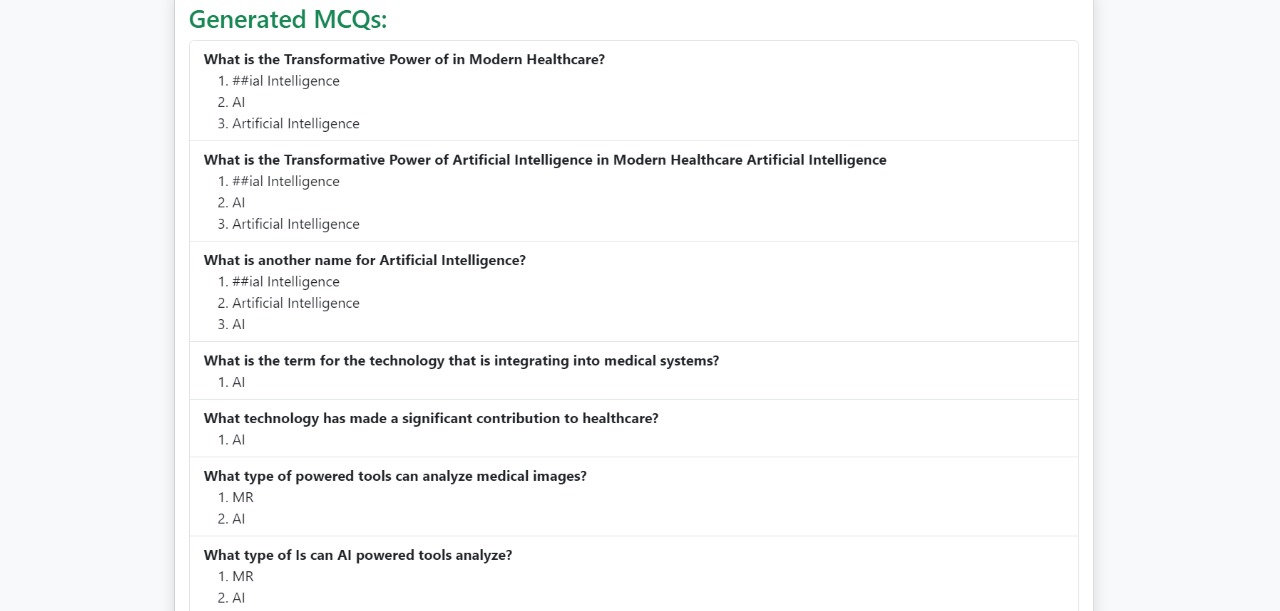 Generated MCQs:
What is the Transformative Power of in Modern Healthcare?
1. ##ial Intelligence
2. AI
3. Artificial Intelligence
What is the Transformative Power of Artificial Intelligence in Modern Healthcare Artificial Intelligence
1. ##ial Intelligence
2. AI
3. Artificial Intelligence
What is another name for Artificial Intelligence?
1. ##ial Intelligence
2. Artificial Intelligence
3. AI
What is the term for the technology that is integrating into medical systems?
1. AI
What technology has made a significant contribution to healthcare?
1. AI
What type of powered tools can analyze medical images?
1. MR
2. AI
What type of Is can AI powered tools analyze?
1. MR
2. AI